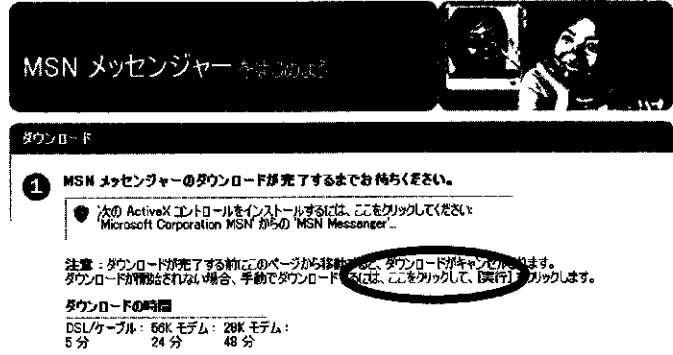 MSN メッセンジャー をはじめよう
ダウンロード
1 MSN メッセンジャーのダウンロードが完了するまでお待ちください。
次の ActiveX コントロールをインストールするには、ここをクリックしてください:
'Microsoft Corporation MSN' からの 'MSN Messenger'...
注意 : ダウンロードが完了する前にこのページから移動すると、ダウンロードがキャンセルされます。
ダウンロードが開始されない場合、手動でダウンロードするには、ここをクリックして、[実行] をクリックします。
ダウンロードの時間
DSL/ケーブル : 56K モデム : 28K モデム :
5 分 24 分 48 分